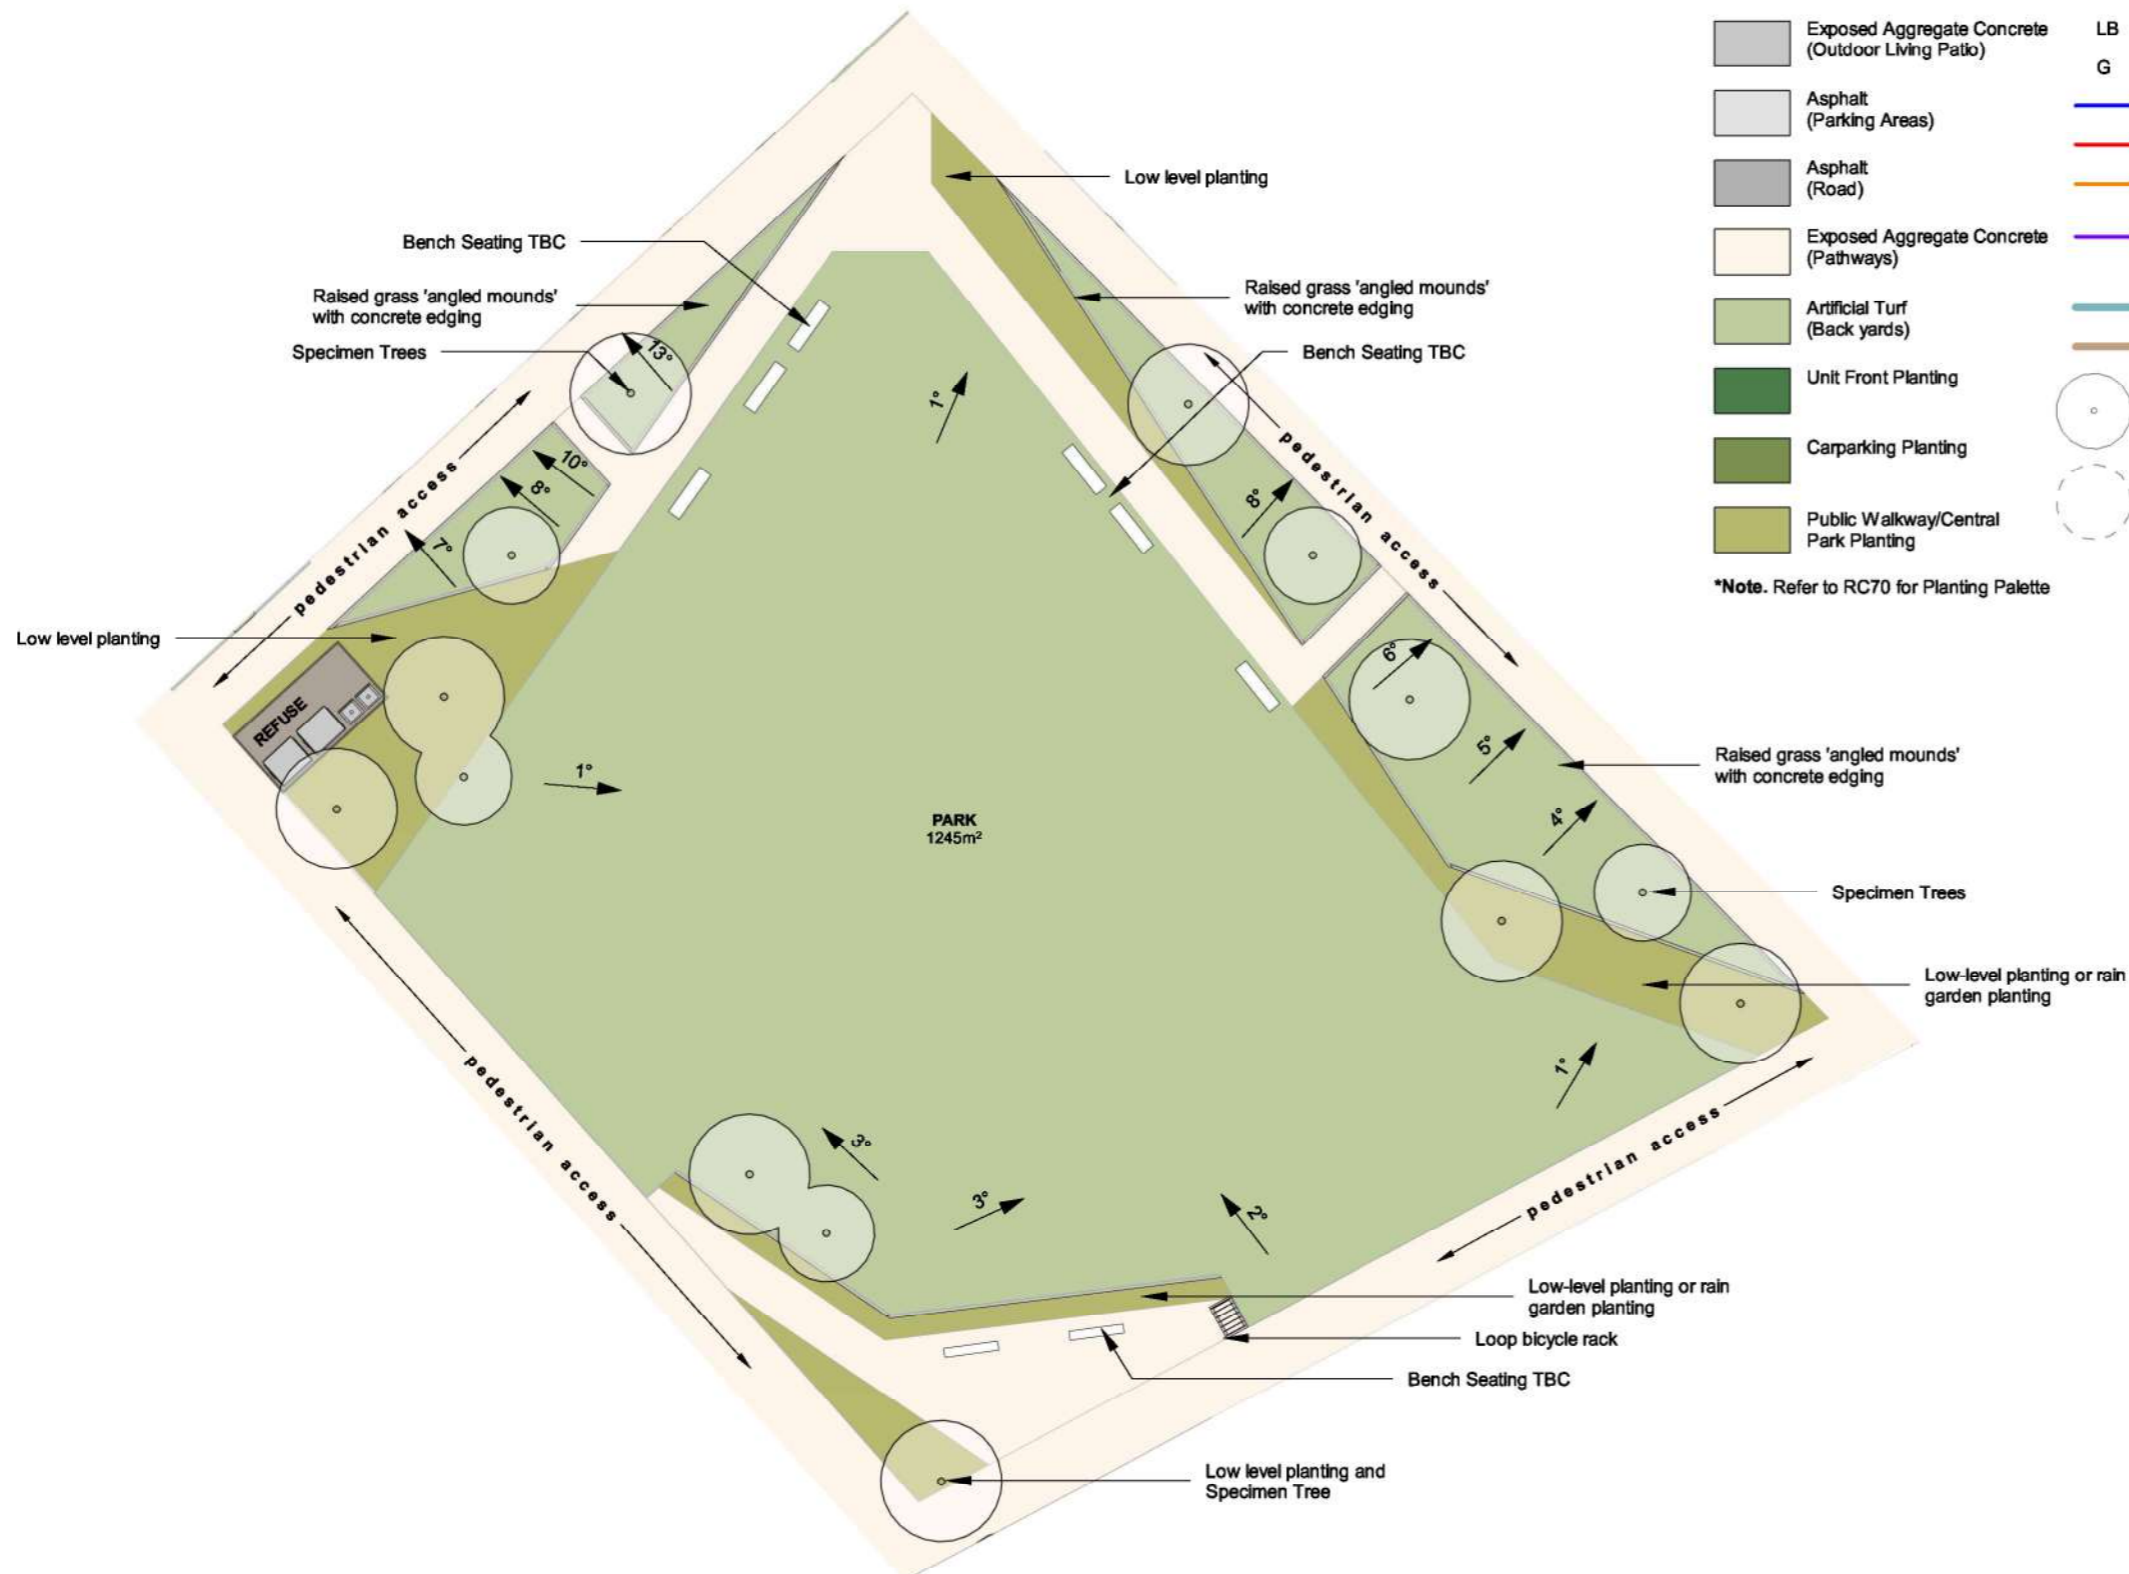 Exposed Aggregate Concrete
(Outdoor Living Patio)
LB
G
Asphalt
(Parking Areas)
Asphalt
(Road)
Exposed Aggregate Concrete
(Pathways)
Artificial Turf
(Back yards)
Unit Front Planting
Carparking Planting
Public Walkway/Central
Park Planting
*Note. Refer to RC70 for Planting Palette
Low level planting
Bench Seating TBC
Raised grass 'angled mounds'
with concrete edging
Specimen Trees
Raised grass 'angled mounds'
with concrete edging
Bench Seating TBC
13°
1°
10°
8°
7°
8°
pedestrian access
pedestrian access
Low level planting
REFUSE
1°
6°
5°
4°
Raised grass 'angled mounds'
with concrete edging
PARK
1245m²
Specimen Trees
Low-level planting or rain
garden planting
1°
pedestrian access
pedestrian access
3°
3°
2°
Low-level planting or rain
garden planting
Loop bicycle rack
Bench Seating TBC
Low level planting and
Specimen Tree